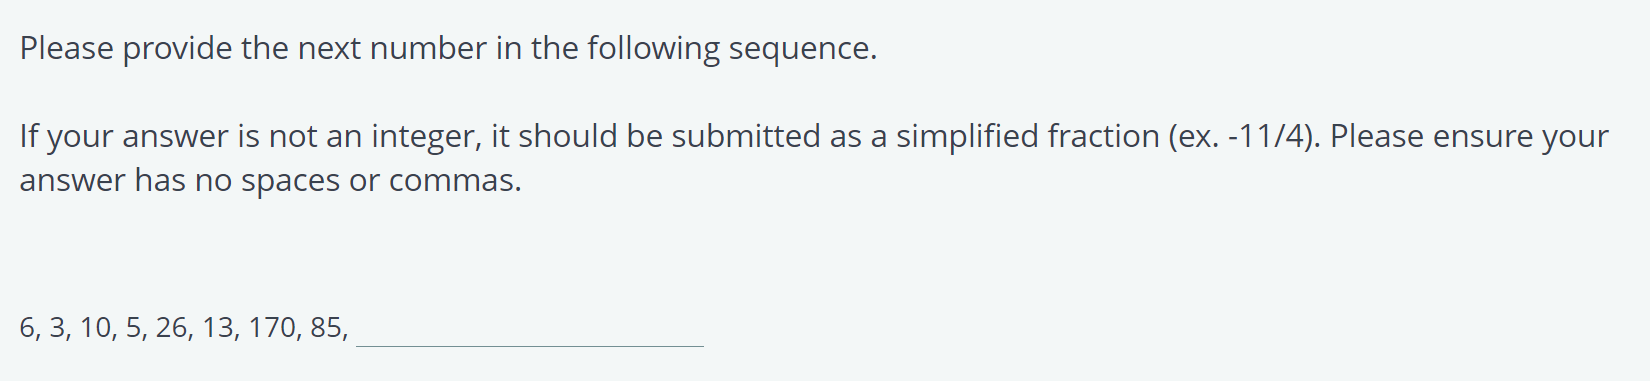 Please provide the next number in the following sequence.
If your answer is not an integer, it should be submitted as a simplified fraction (ex. -11/4). Please ensure your
answer has no spaces or commas.
6, 3, 10, 5, 26, 13, 170, 85,